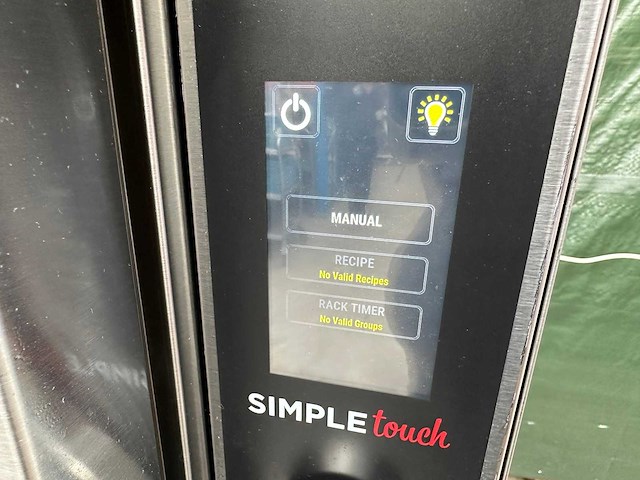 MANUAL
RECIPE
No Valid Recipes
RACK TIMER
No Valid Groups
SIMPLE touch